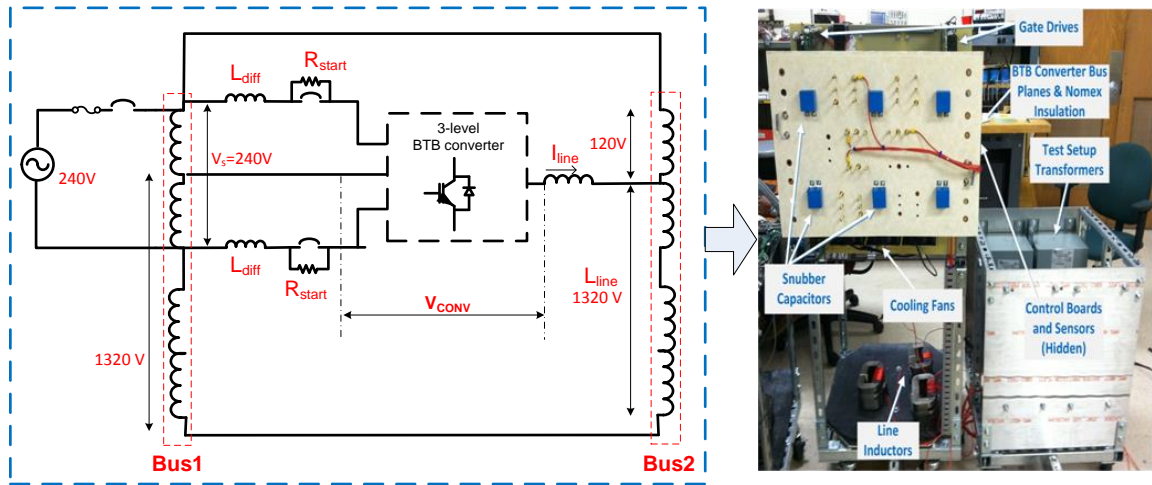 L_diff
R_start
V_s=240V
240V
3-level
BTB converter
I_line
120V
L_diff
R_start
L_line
1320 V
V_CONV
1320 V
Bus1
Bus2
Gate Drives
BTB Converter Bus
Planes & Nomex
Insulation
Test Setup
Transformers
Snubber
Capacitors
Cooling Fans
Control Boards
and Sensors
(Hidden)
Line
Inductors